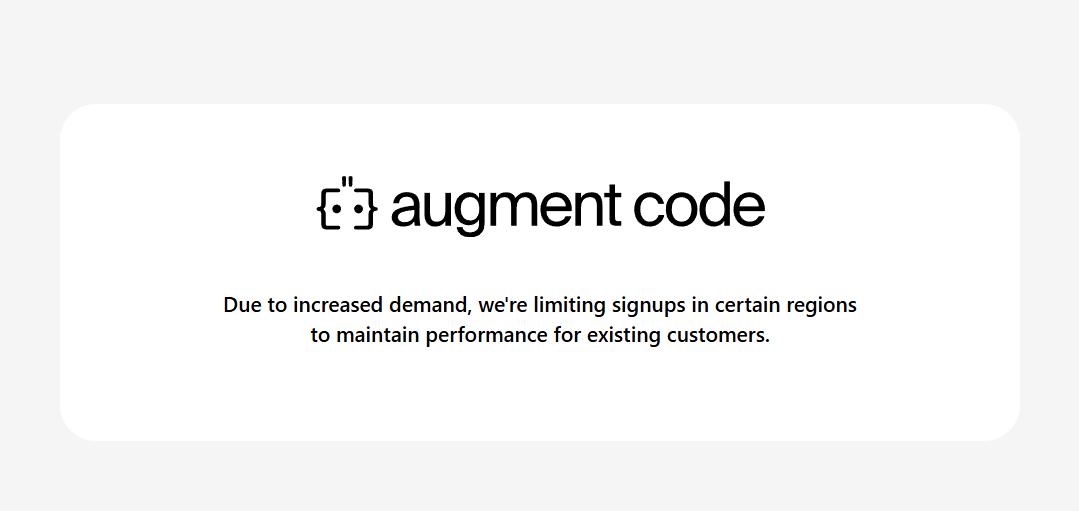 augment code
Due to increased demand, we're limiting signups in certain regions
to maintain performance for existing customers.